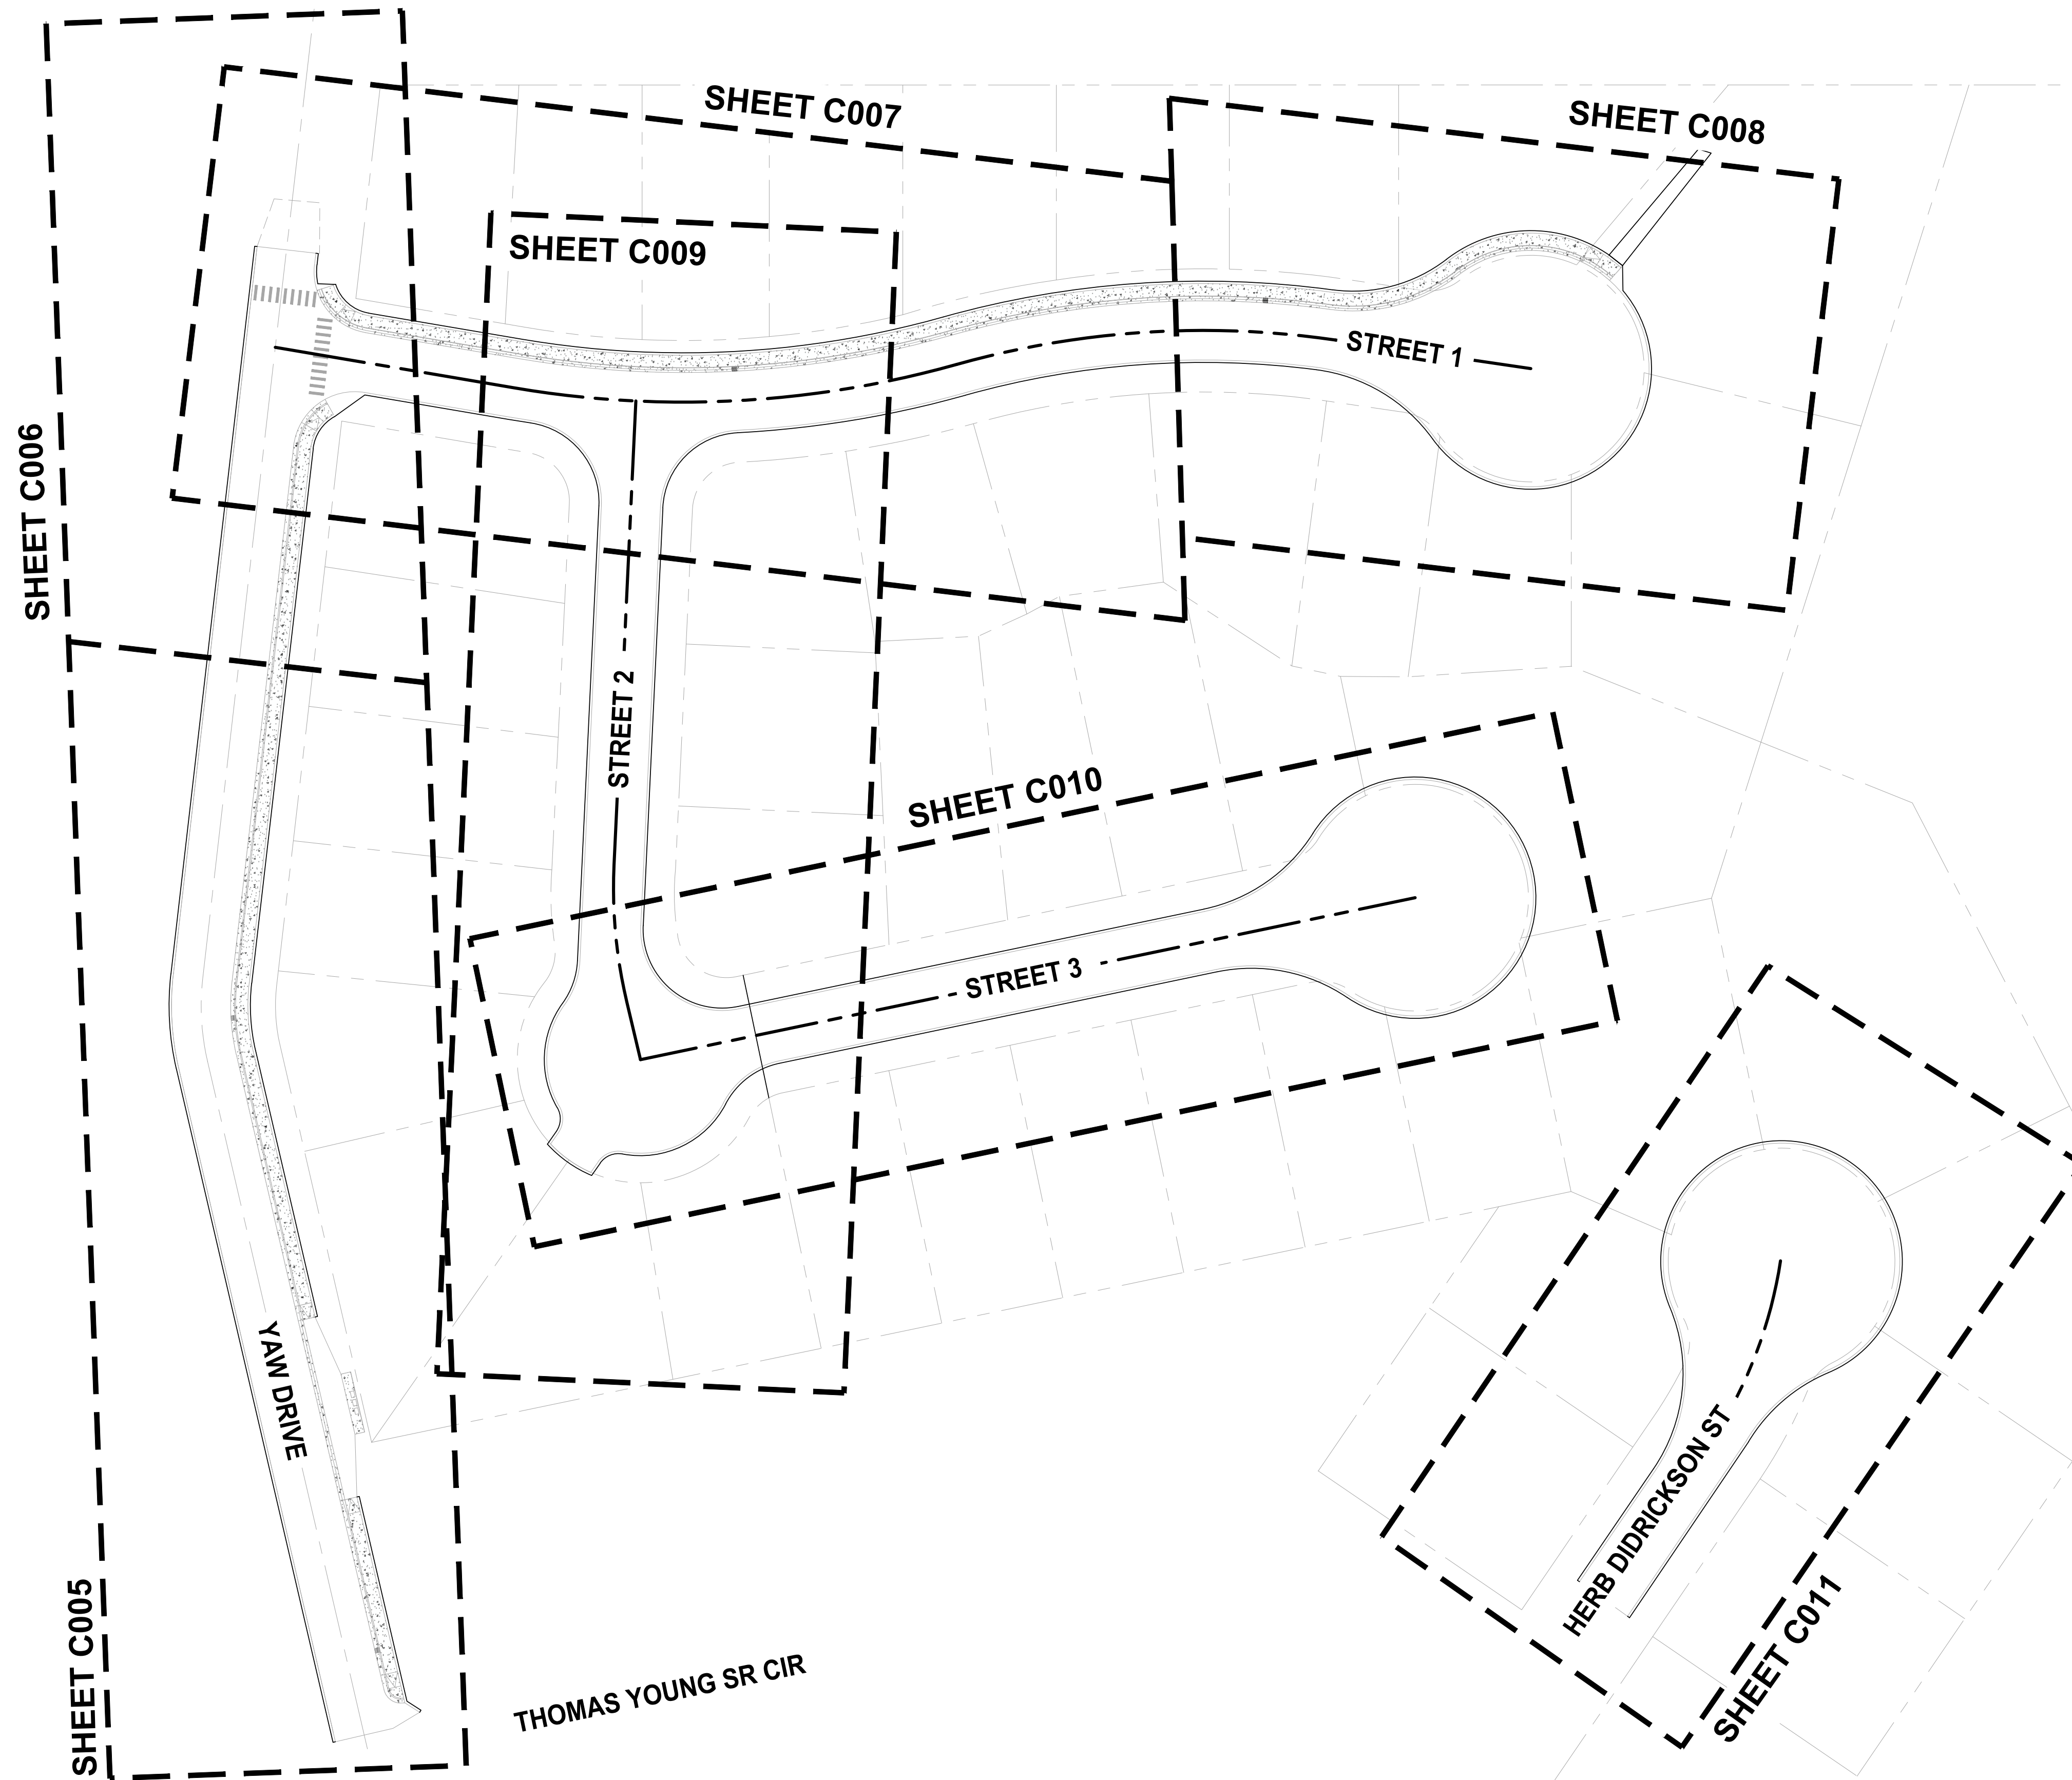 SHEET C007
SHEET C008
SHEET C009
STREET 1
SHEET C006
STREET 2
SHEET C010
STREET 3
YAW DRIVE
HERB DIDRICKSON ST
SHEET C011
SHEET C005
THOMAS YOUNG SR CIR